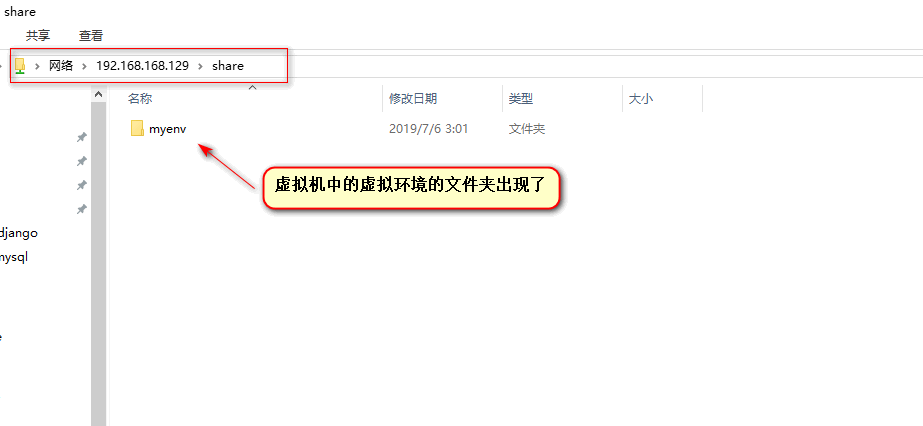 share
共享 查看
网络 > 192.168.168.129 > share
名称 修改日期 类型 大小
myenv 2019/7/6 3:01 文件夹
虚拟机中的虚拟环境的文件夹出现了
django
mysql